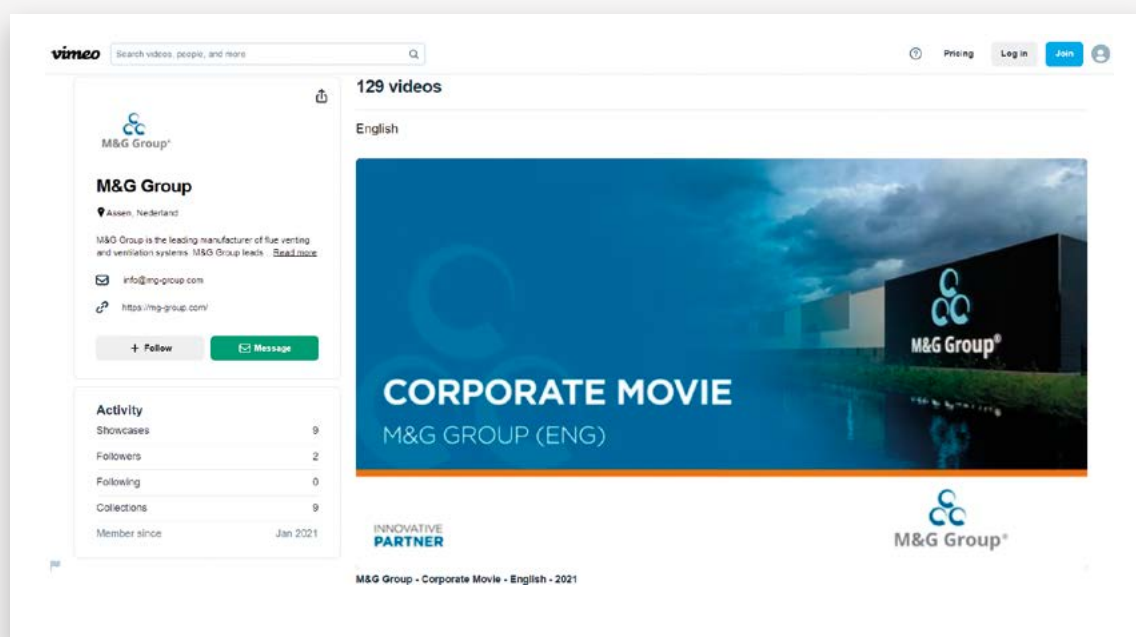 vimeo
Search videos, people, and more
Pricing
Log in
Join
M&G Group®
M&G Group
Assen, Nederland
M&G Group is the leading manufacturer of flue venting
and ventilation systems. M&G Group leads... Read more
info@mg-group.com
https://mg-group.com/
+ Follow
Message
Activity
Showcases 9
Followers 2
Following 0
Collections 9
Member since Jan 2021
129 videos
English
M&G Group®
CORPORATE MOVIE
M&G GROUP (ENG)
INNOVATIVE
PARTNER
M&G Group®
M&G Group - Corporate Movie - English - 2021